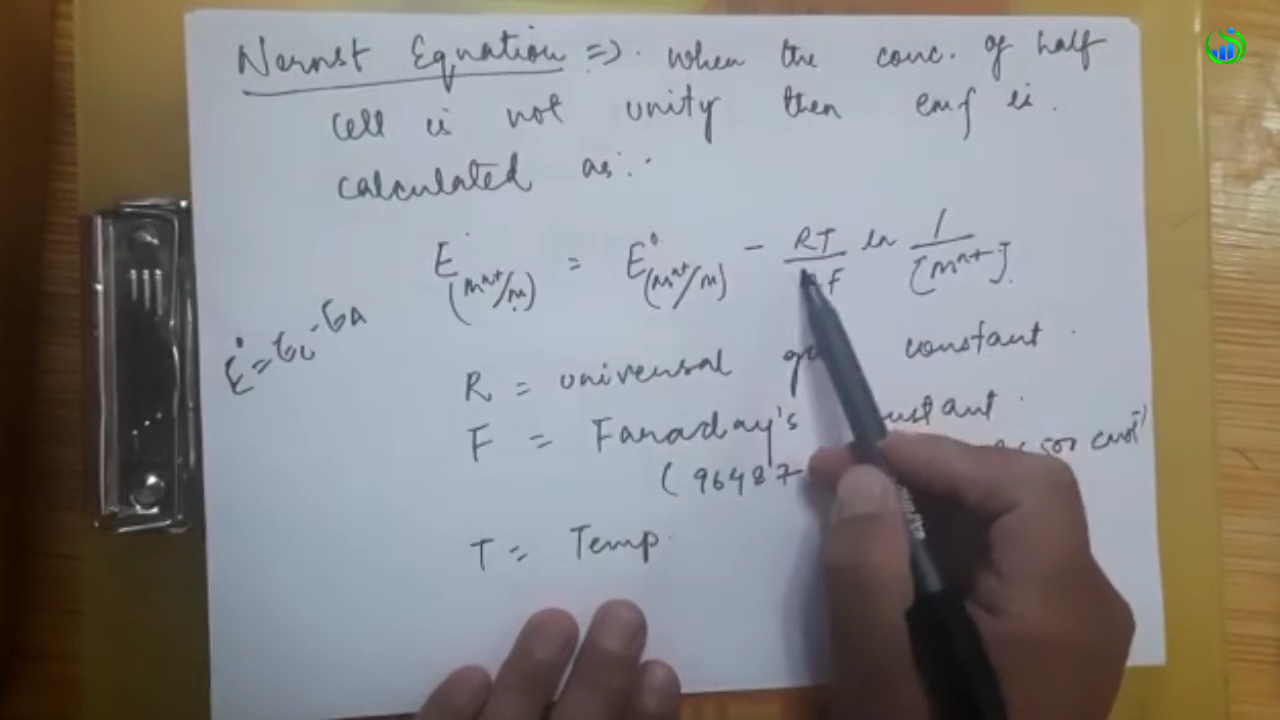 Nernst Equation => when the conc. of half
cell is not unity then emf is
calculated as:-
E(Mn+/M) = E°(Mn+/M) - RT/nF ln 1/[Mn+]
E° = Ec - Ea
R = universal constant
F = Faraday's
(96487
T = Temp.